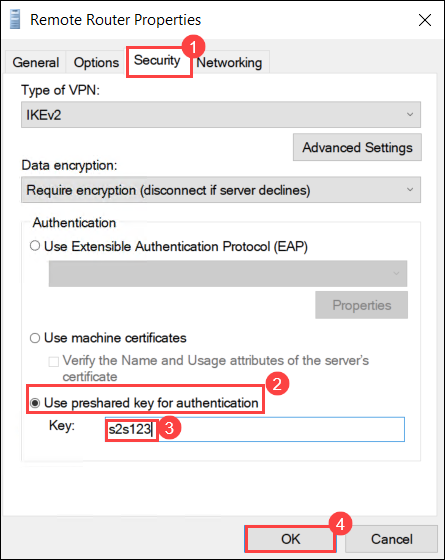 Remote Router Properties
1
General Options Security Networking
Type of VPN:
IKEv2
Advanced Settings
Data encryption:
Require encryption (disconnect if server declines)
Authentication
Use Extensible Authentication Protocol (EAP)
Properties
Use machine certificates
Verify the Name and Usage attributes of the server's
certificate
2
Use preshared key for authentication
Key: s2s123 3
4
OK Cancel